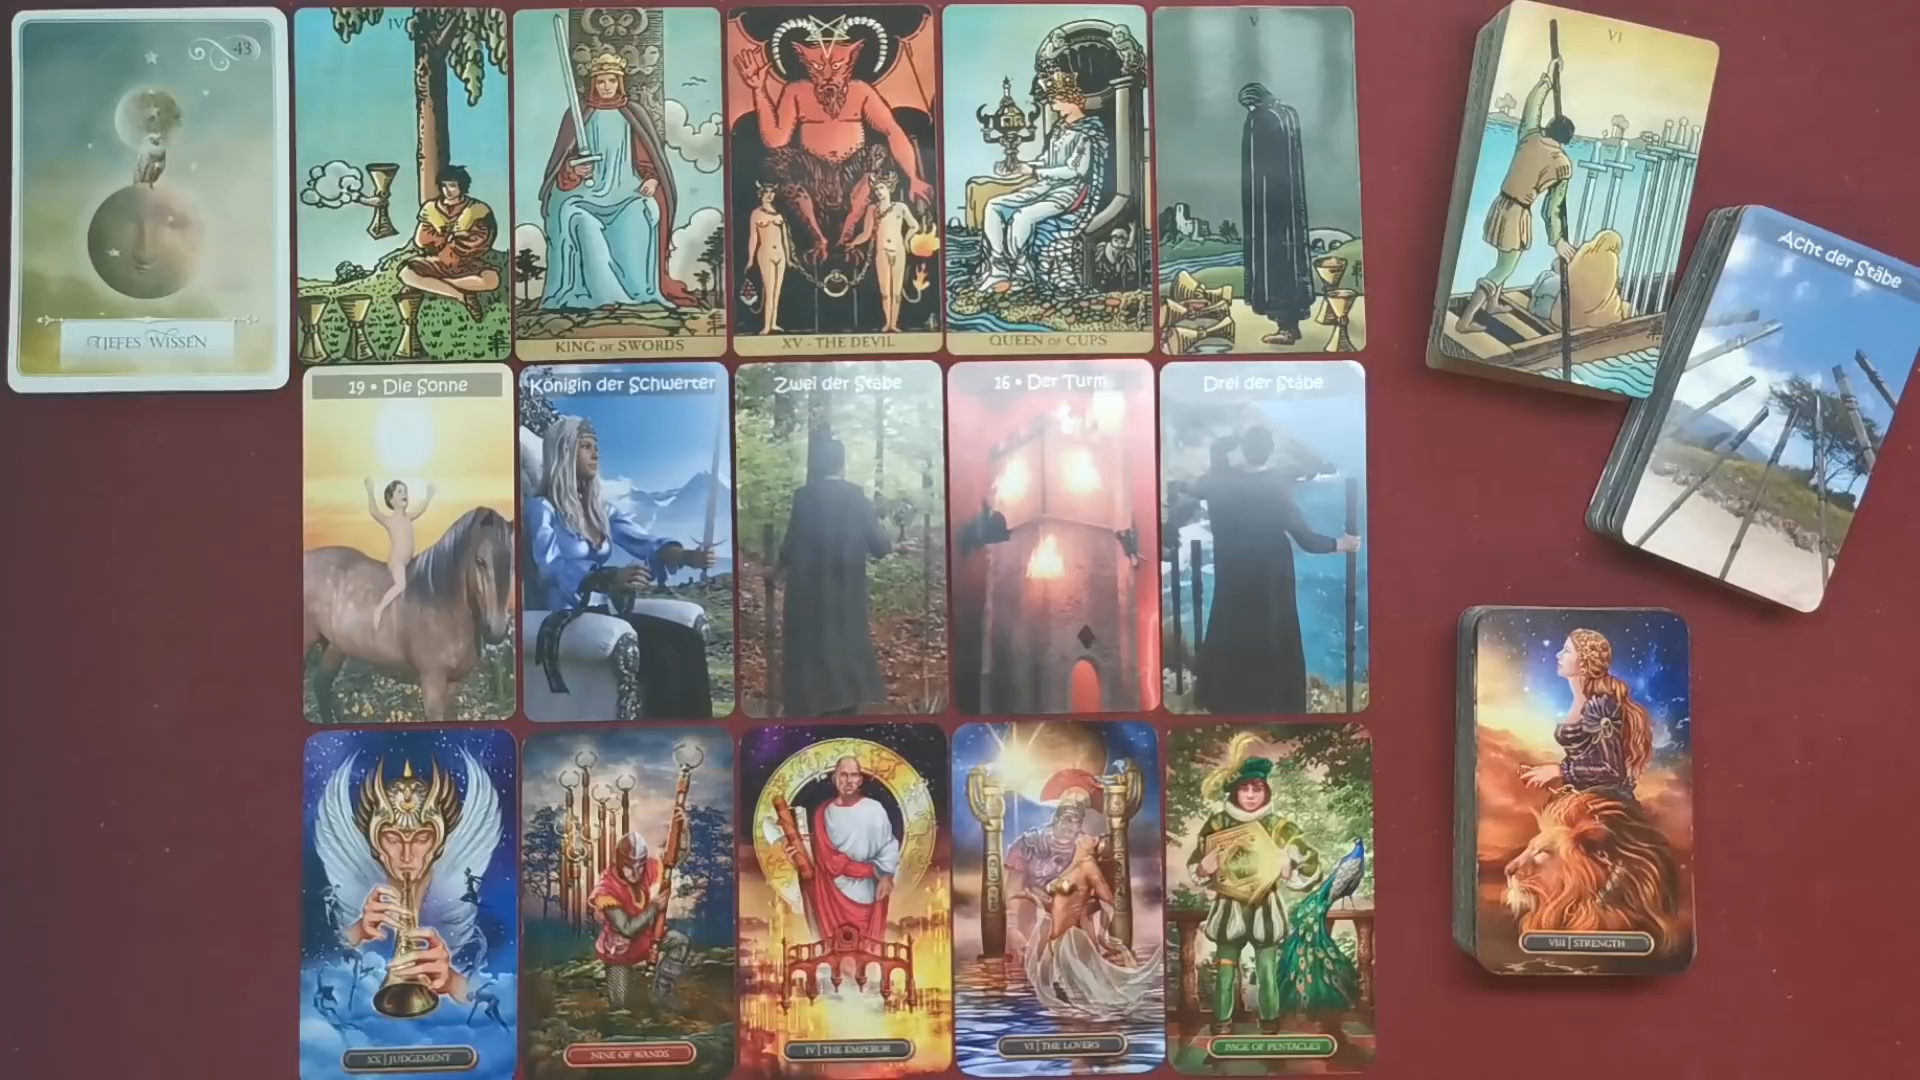 43
TIEFES WISSEN
IV
KING OF SWORDS
XV - THE DEVIL
QUEEN OF CUPS
V
VI
Acht der Stäbe
19 • Die Sonne
Königin der Schwerter
Zwei der Stäbe
16 • Der Turm
Drei der Stäbe
XX | JUDGEMENT
NINE OF WANDS
IV | THE EMPEROR
VI | THE LOVERS
PAGE OF PENTACLES
VIII | STRENGTH